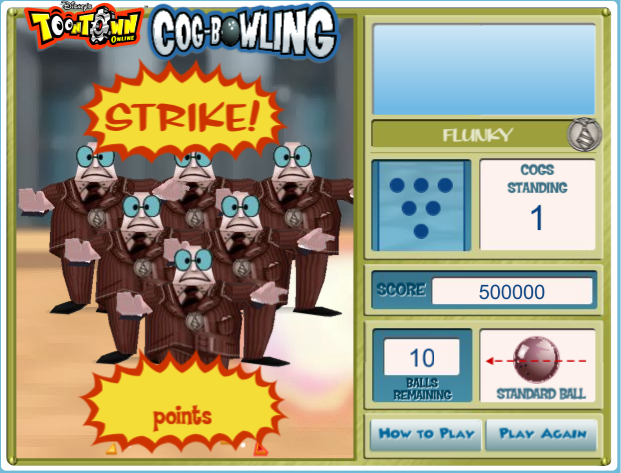 Disney's
TOONTOWN
ONLINE
COG-BOWLING
STRIKE!
points
FLUNKY
COGS
STANDING
1
SCORE 500000
10
BALLS
REMAINING
STANDARD BALL
HOW TO PLAY
PLAY AGAIN